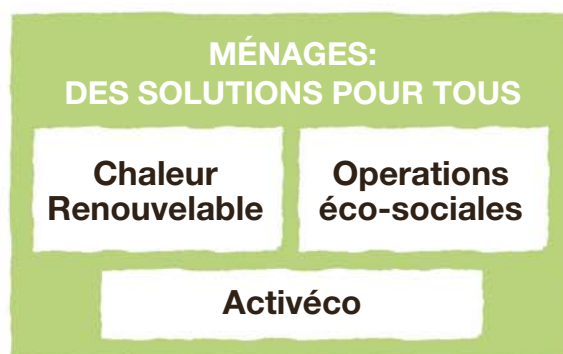 MÉNAGES:
DES SOLUTIONS POUR TOUS
Chaleur
Renouvelable
Operations
éco-sociales
Activéco